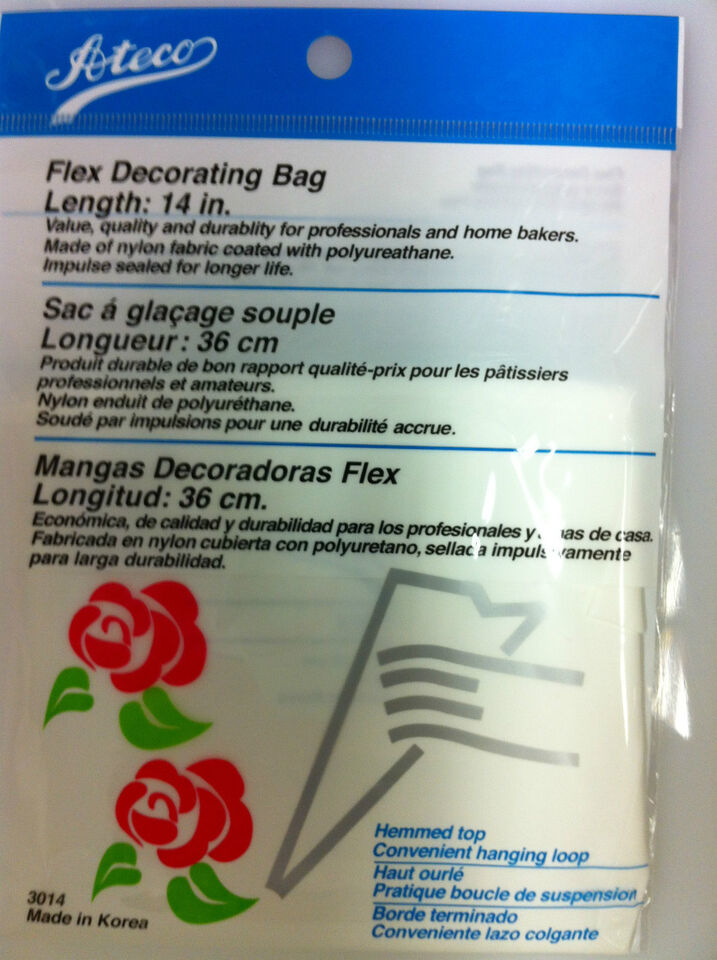 Ateco
Flex Decorating Bag
Length: 14 in.
Value, quality and durablity for professionals and home bakers.
Made of nylon fabric coated with polyureathane.
Impulse sealed for longer life.
Sac á glaçage souple
Longueur: 36 cm
Produit durable de bon rapport qualité-prix pour les pâtissiers
professionnels et amateurs.
Nylon enduit de polyuréthane.
Soudé par impulsions pour une durabilité accrue.
Mangas Decoradoras Flex
Longitud: 36 cm.
Económica, de calidad y durabilidad para los profesionales y de casa.
Fabricada en nylon cubierta con polyuretano, sellada
para larga durabilidad.
Hemmed top
Convenient hanging loop
Haut ourlé
Pratique boucle de suspension
Borde terminado
Conveniente lazo colgante
3014
Made in Korea